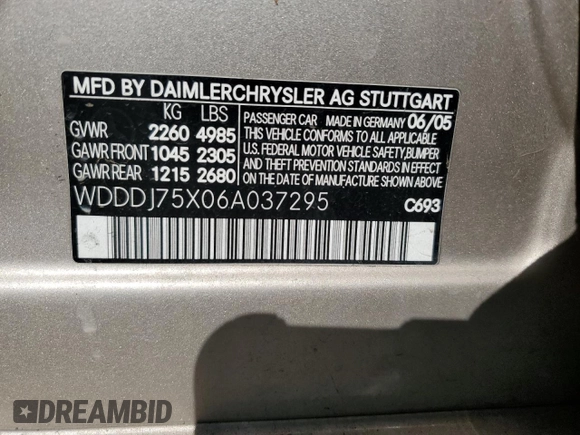 MFD BY DAIMLERCHRYSLER AG STUTTGART
KG LBS
GVWR 2260 4985
GAWR FRONT 1045 2305
GAWR REAR 1215 2680
PASSENGER CAR MADE IN GERMANY 06/05
THIS VEHICLE CONFORMS TO ALL APPLICABLE
U.S. FEDERAL MOTOR VEHICLE SAFETY,BUMPER
AND THEFT PREVENTION STANDARDS IN EFFECT
ON THE DATE OF MANUFACTURE SHOWN ABOVE.
WDDDJ75X06A037295 C693
DREAMBID